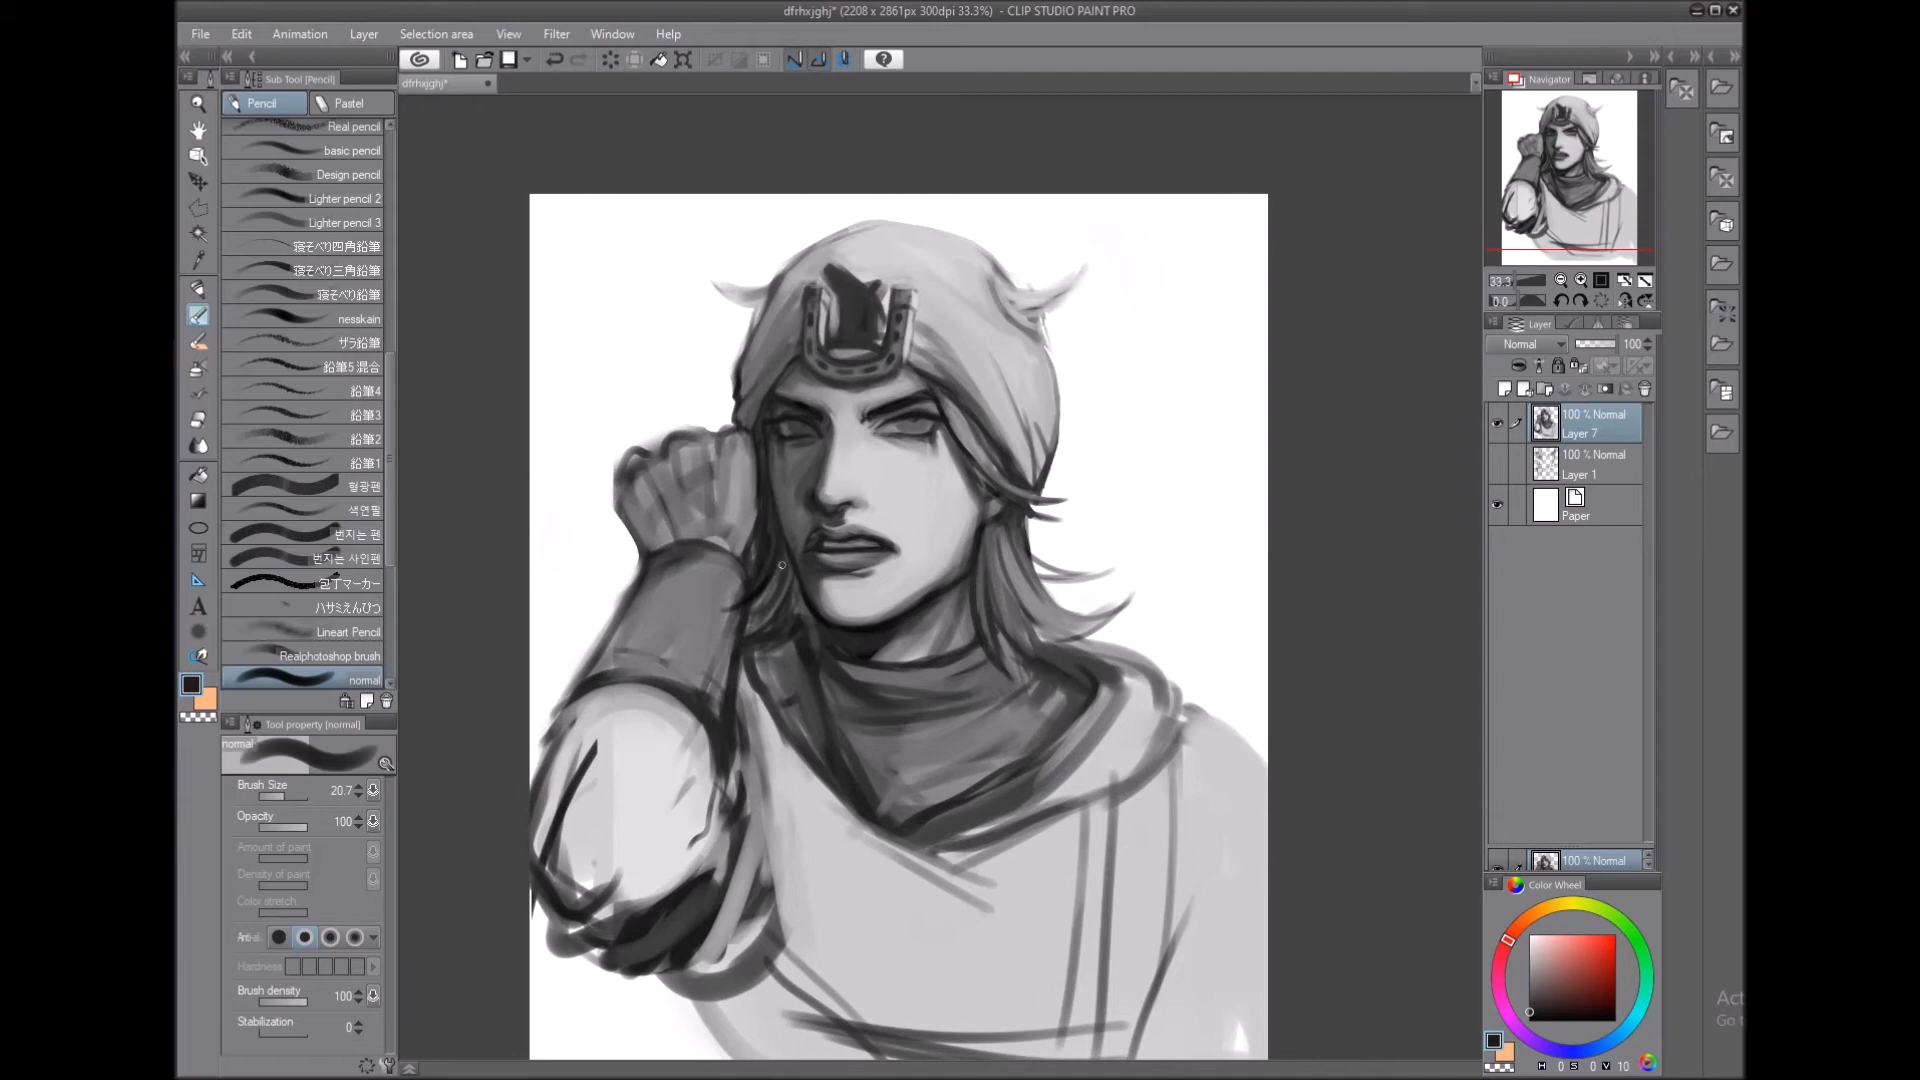 dfrhxjghj* (2208 x 2861px 300dpi 33.3%) - CLIP STUDIO PAINT PRO
File Edit Animation Layer Selection area View Filter Window Help
Sub Tool [Pencil]
dfrhxjghj*
Pencil Pastel
Real pencil
basic pencil
Design pencil
Lighter pencil 2
Lighter pencil 3
寝そべり四角鉛筆
寝そべり三角鉛筆
寝そべり鉛筆
nesskain
ザラ鉛筆
鉛筆5 混合
鉛筆4
鉛筆3
鉛筆2
鉛筆1
형광펜
색연필
번지는 펜
번지는 사인펜
包丁マーカー
ハサミえんぴつ
Lineart Pencil
Realphotoshop brush
normal
Tool property [normal]
normal
Brush Size 20.7
Opacity 100
Amount of paint
Density of paint
Color stretch
Anti-al
Hardness
Brush density 100
Stabilization 0
Navigator
33.3
0.0
Layer
Normal 100
100 % Normal
Layer 7
100 % Normal
Layer 1
Paper
100 % Normal
Color Wheel
H 0 S 0 V 10
Act
Go t